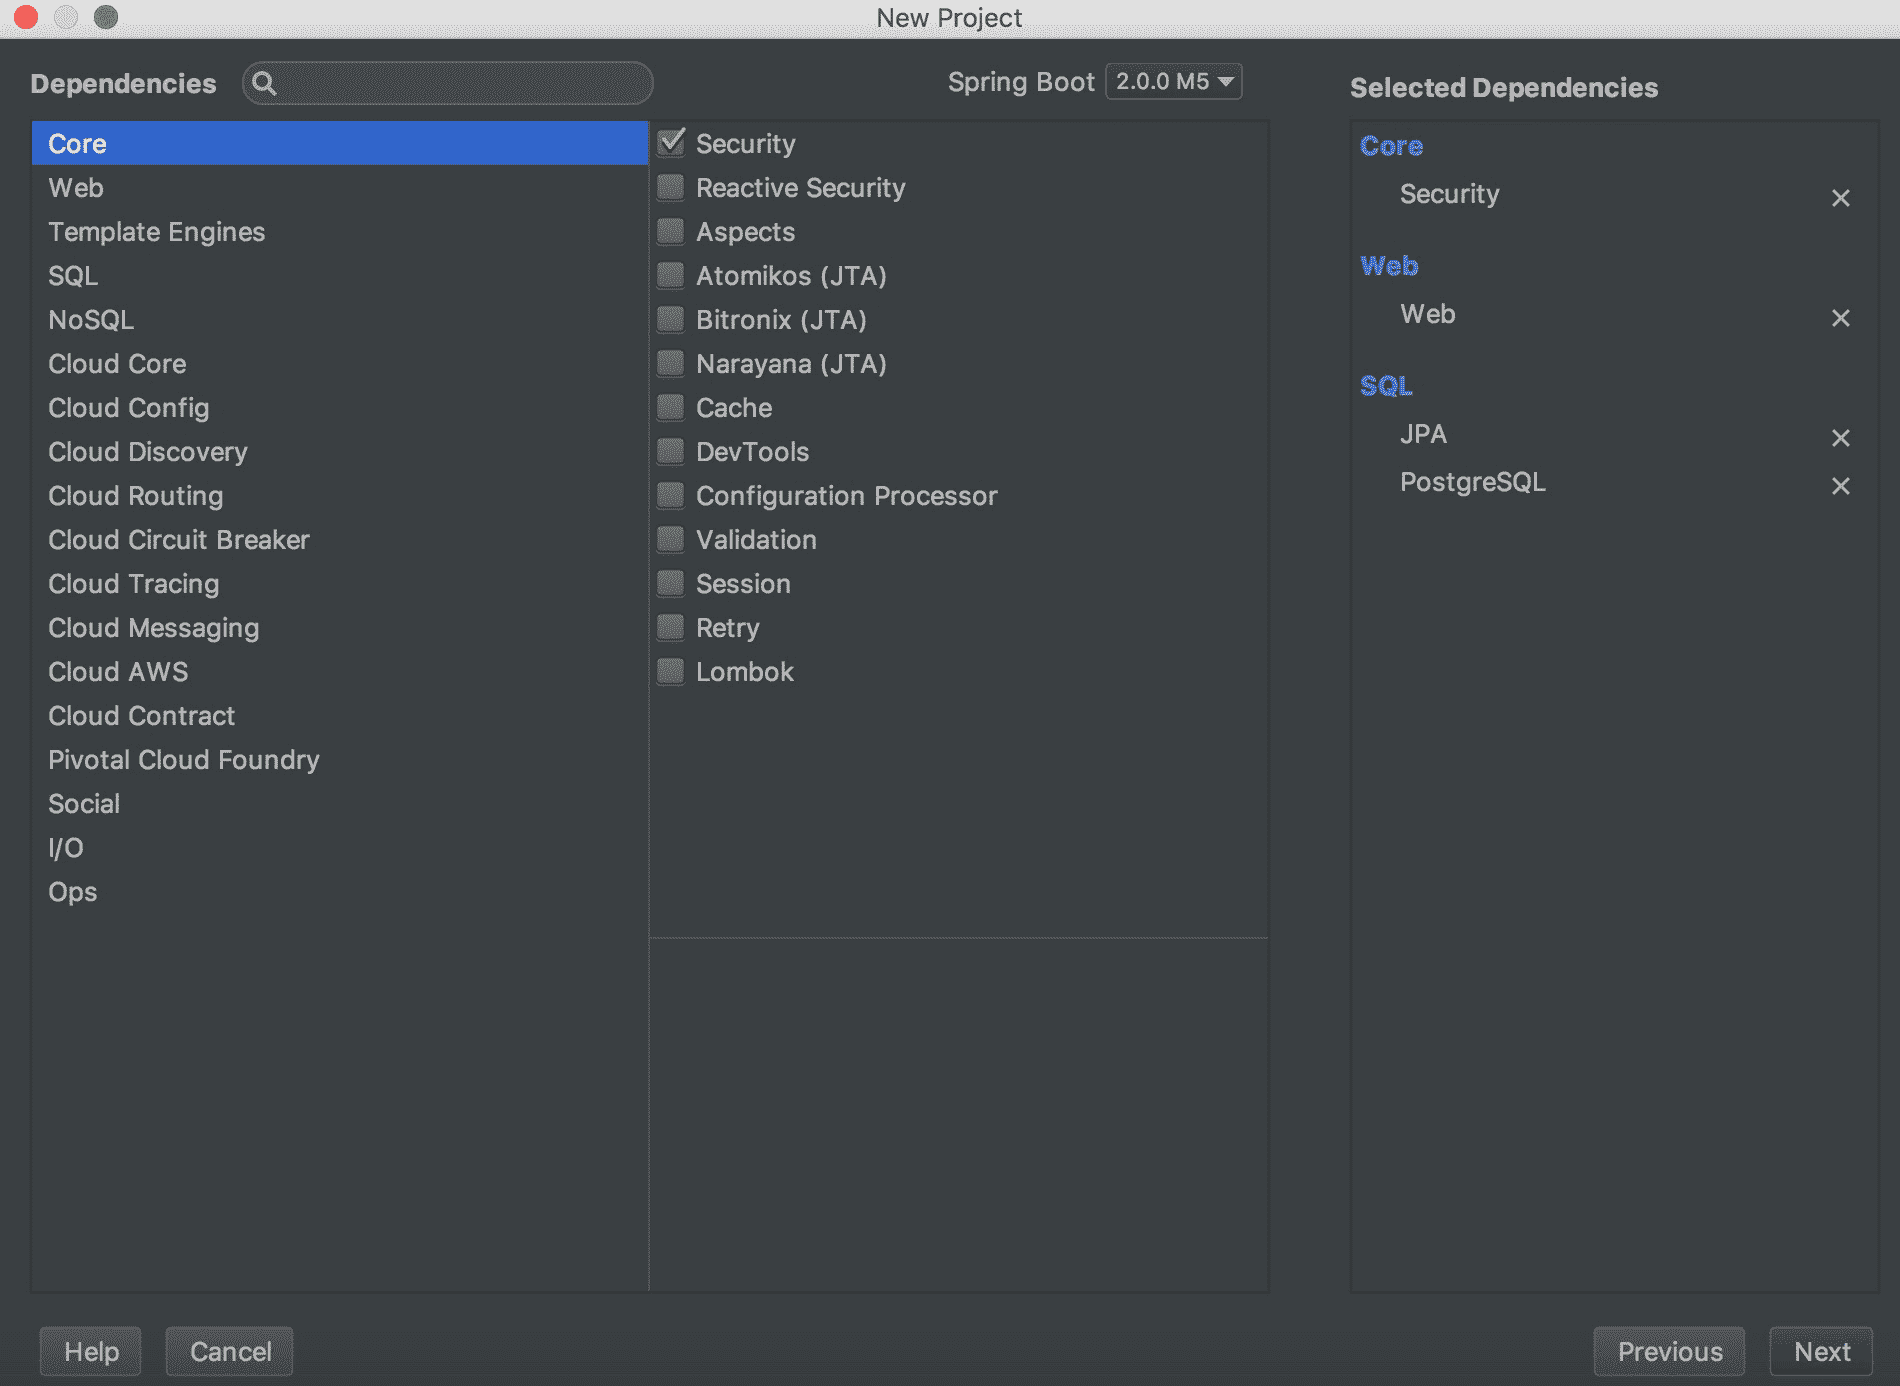 New Project
Dependencies
Spring Boot 2.0.0 M5
Core
Web
Template Engines
SQL
NoSQL
Cloud Core
Cloud Config
Cloud Discovery
Cloud Routing
Cloud Circuit Breaker
Cloud Tracing
Cloud Messaging
Cloud AWS
Cloud Contract
Pivotal Cloud Foundry
Social
I/O
Ops
Security
Reactive Security
Aspects
Atomikos (JTA)
Bitronix (JTA)
Narayana (JTA)
Cache
DevTools
Configuration Processor
Validation
Session
Retry
Lombok
Selected Dependencies
Core
Security
Web
Web
SQL
JPA
PostgreSQL
Help
Cancel
Previous
Next